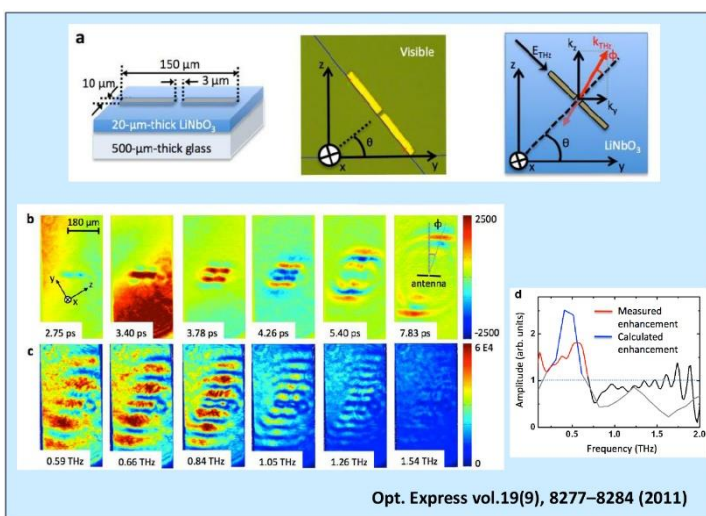 a
150 μm
10 μm
3 μm
20-μm-thick LiNbO₃
500-μm-thick glass
Visible
z
θ
x
y
E_THz
k_z
k_THz
ϕ
k_y
z
θ
LiNbO₃
x
y
b
180 μm
y
z
x
2.75 ps
3.40 ps
3.78 ps
4.26 ps
5.40 ps
ϕ
antenna
7.83 ps
2500
-2500
c
0.59 THz
0.66 THz
0.84 THz
1.05 THz
1.26 THz
1.54 THz
6 E4
0
d
Measured
enhancement
Calculated
enhancement
Amplitude (arb. units)
2
1
0
0.5
1.0
1.5
2.0
Frequency (THz)
Opt. Express vol.19(9), 8277–8284 (2011)